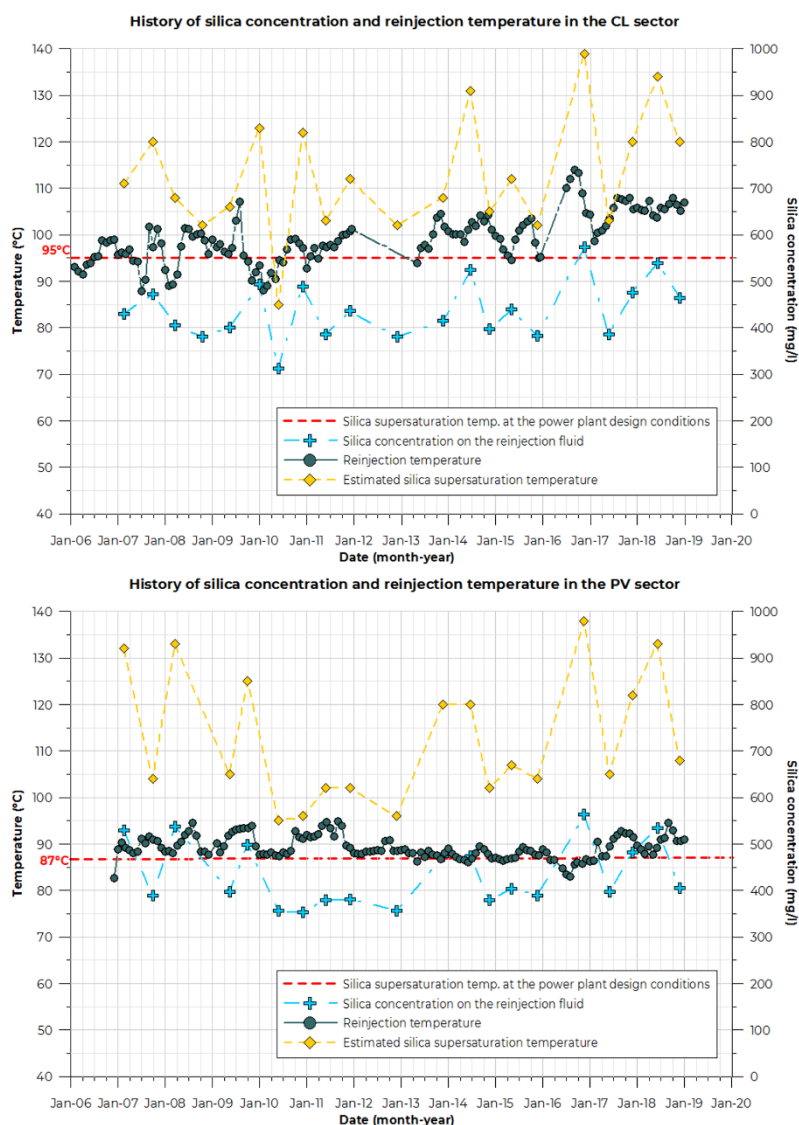 History of silica concentration and reinjection temperature in the CL sector
140
130
120
110
100
90
80
70
60
50
40
1000
900
800
700
600
500
400
300
200
100
0
95°C
Temperature (°C)
Silica concentration (mg/l)
Silica supersaturation temp. at the power plant design conditions
Silica concentration on the reinjection fluid
Reinjection temperature
Estimated silica supersaturation temperature
Jan-06 Jan-07 Jan-08 Jan-09 Jan-10 Jan-11 Jan-12 Jan-13 Jan-14 Jan-15 Jan-16 Jan-17 Jan-18 Jan-19 Jan-20
Date (month-year)
History of silica concentration and reinjection temperature in the PV sector
140
130
120
110
100
90
80
70
60
50
40
1000
900
800
700
600
500
400
300
200
100
0
87°C
Temperature (°C)
Silica concentration (mg/l)
Silica supersaturation temp. at the power plant design conditions
Silica concentration on the reinjection fluid
Reinjection temperature
Estimated silica supersaturation temperature
Jan-06 Jan-07 Jan-08 Jan-09 Jan-10 Jan-11 Jan-12 Jan-13 Jan-14 Jan-15 Jan-16 Jan-17 Jan-18 Jan-19 Jan-20
Date (month-year)